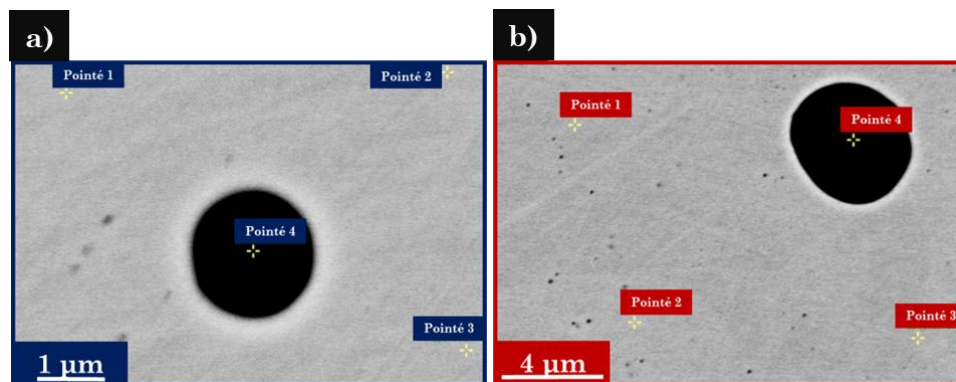 a)
Pointé 1
Pointé 2
Pointé 4
Pointé 3
1 µm
b)
Pointé 1
Pointé 4
Pointé 2
Pointé 3
4 µm